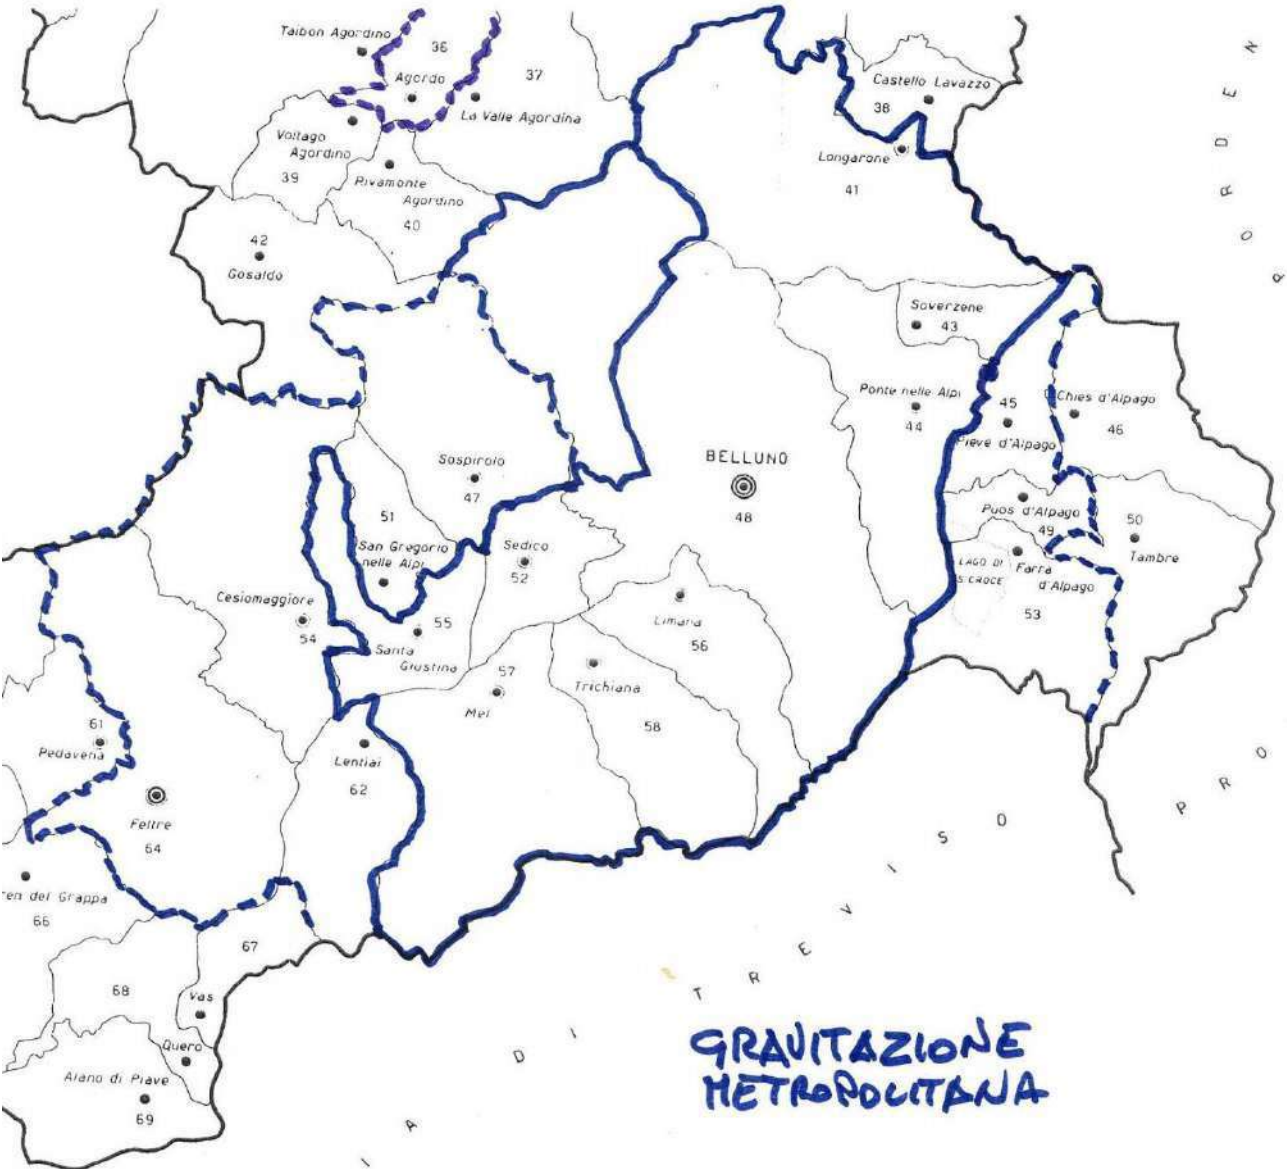 Taibon Agordino
36
Agordo
37
La Valle Agordina
Castello Lavazzo
38
Longarone
41
Voltago
Agordino
39
Rivamonte
Agordino
40
42
Gosaldo
Soverzene
43
Ponte nelle Alpi
44
45
Pieve d'Alpago
Chies d'Alpago
46
BELLUNO
48
Sospirolo
47
51
San Gregorio
nelle Alpi
Sedico
52
Puos d'Alpago
49
50
Tambre
LAGO DI
S. CROCE
Farra
d'Alpago
53
Cesiomaggiore
54
55
Santa
Giustina
Limana
56
57
Mel
Trichiana
58
61
Pedavena
Lentiai
62
Feltre
64
ren del Grappa
66
67
68
Vas
Quero
Alano di Piave
69
P O R D E N
P R O
I A D I T R E V I S O
GRAVITAZIONE
METROPOLITANA